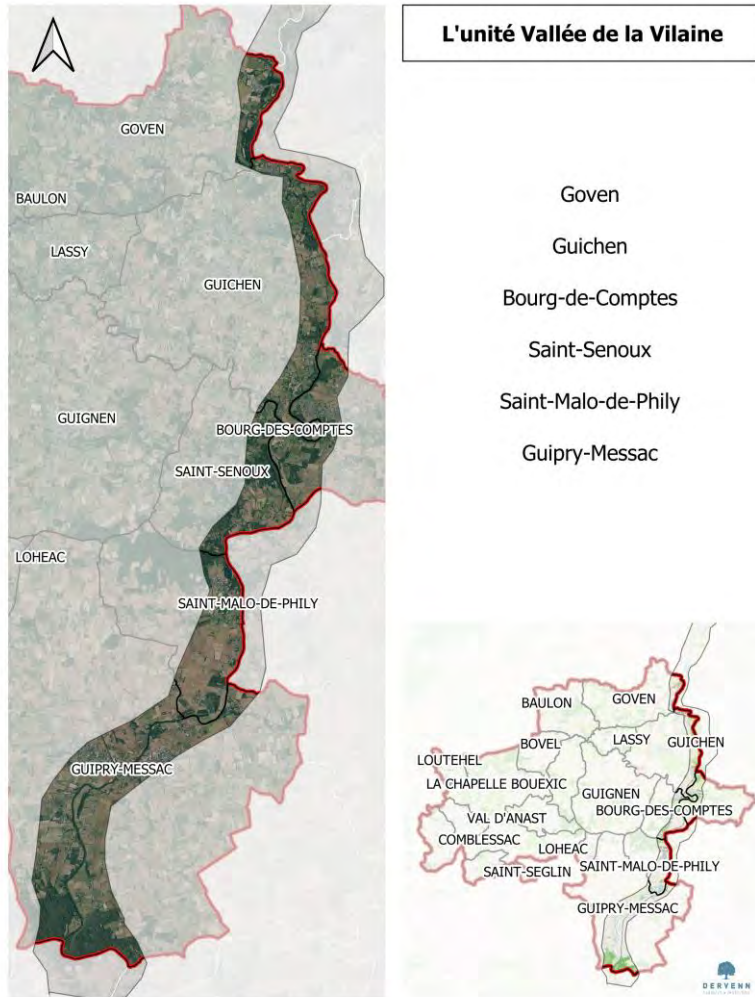 L'unité Vallée de la Vilaine
GOVEN
BAULON
LASSY
GUICHEN
GUIGNEN
BOURG-DES-COMPTES
SAINT-SENOUX
LOHEAC
SAINT-MALO-DE-PHILY
GUIPRY-MESSAC
Goven
Guichen
Bourg-de-Comptes
Saint-Senoux
Saint-Malo-de-Phily
Guipry-Messac
BAULON
GOVEN
BOVEL
LASSY
GUICHEN
LOUTEHEL
LA CHAPELLE BOUEXIC
GUIGNEN
BOURG-DES-COMPTES
VAL D'ANAST
COMBLESSAC
LOHEAC
SAINT-SEGLIN
SAINT-MALO-DE-PHILY
GUIPRY-MESSAC
DERVENN